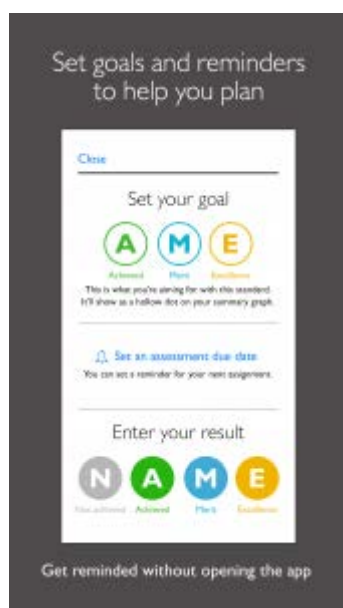 Set goals and reminders
to help you plan
Close
Set your goal
A M E
Achieved Merit Excellence
This is what you're aiming for with this standard.
It'll show as a hollow dot on your summary graph.
Set an assessment due date
You can set a reminder for your next assignment.
Enter your result
N A M E
Not achieved Achieved Merit Excellence
Get reminded without opening the app